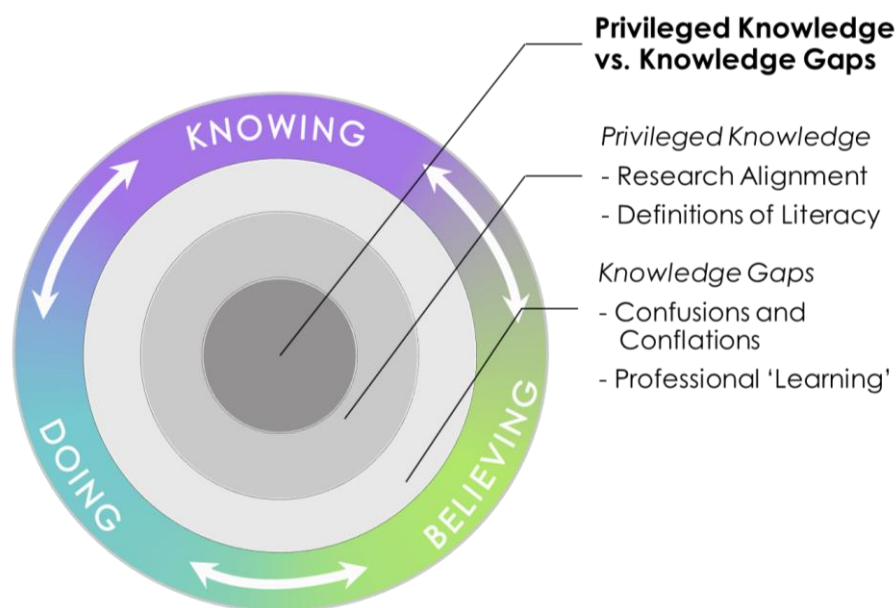 Privileged Knowledge
vs. Knowledge Gaps
KNOWING
Privileged Knowledge
- Research Alignment
- Definitions of Literacy
Knowledge Gaps
- Confusions and
Conflations
- Professional ‘Learning’
DOING
BELIEVING